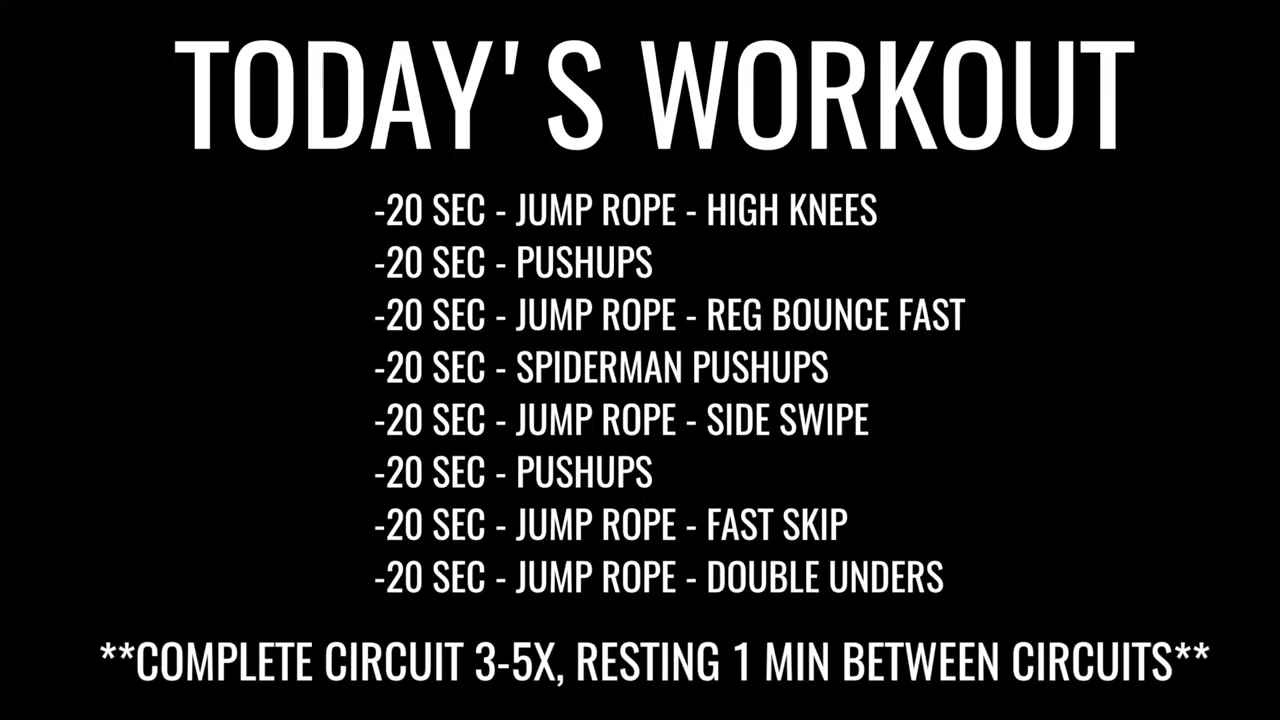 TODAY'S WORKOUT
-20 SEC - JUMP ROPE - HIGH KNEES
-20 SEC - PUSHUPS
-20 SEC - JUMP ROPE - REG BOUNCE FAST
-20 SEC - SPIDERMAN PUSHUPS
-20 SEC - JUMP ROPE - SIDE SWIPE
-20 SEC - PUSHUPS
-20 SEC - JUMP ROPE - FAST SKIP
-20 SEC - JUMP ROPE - DOUBLE UNDERS
**COMPLETE CIRCUIT 3-5X, RESTING 1 MIN BETWEEN CIRCUITS**